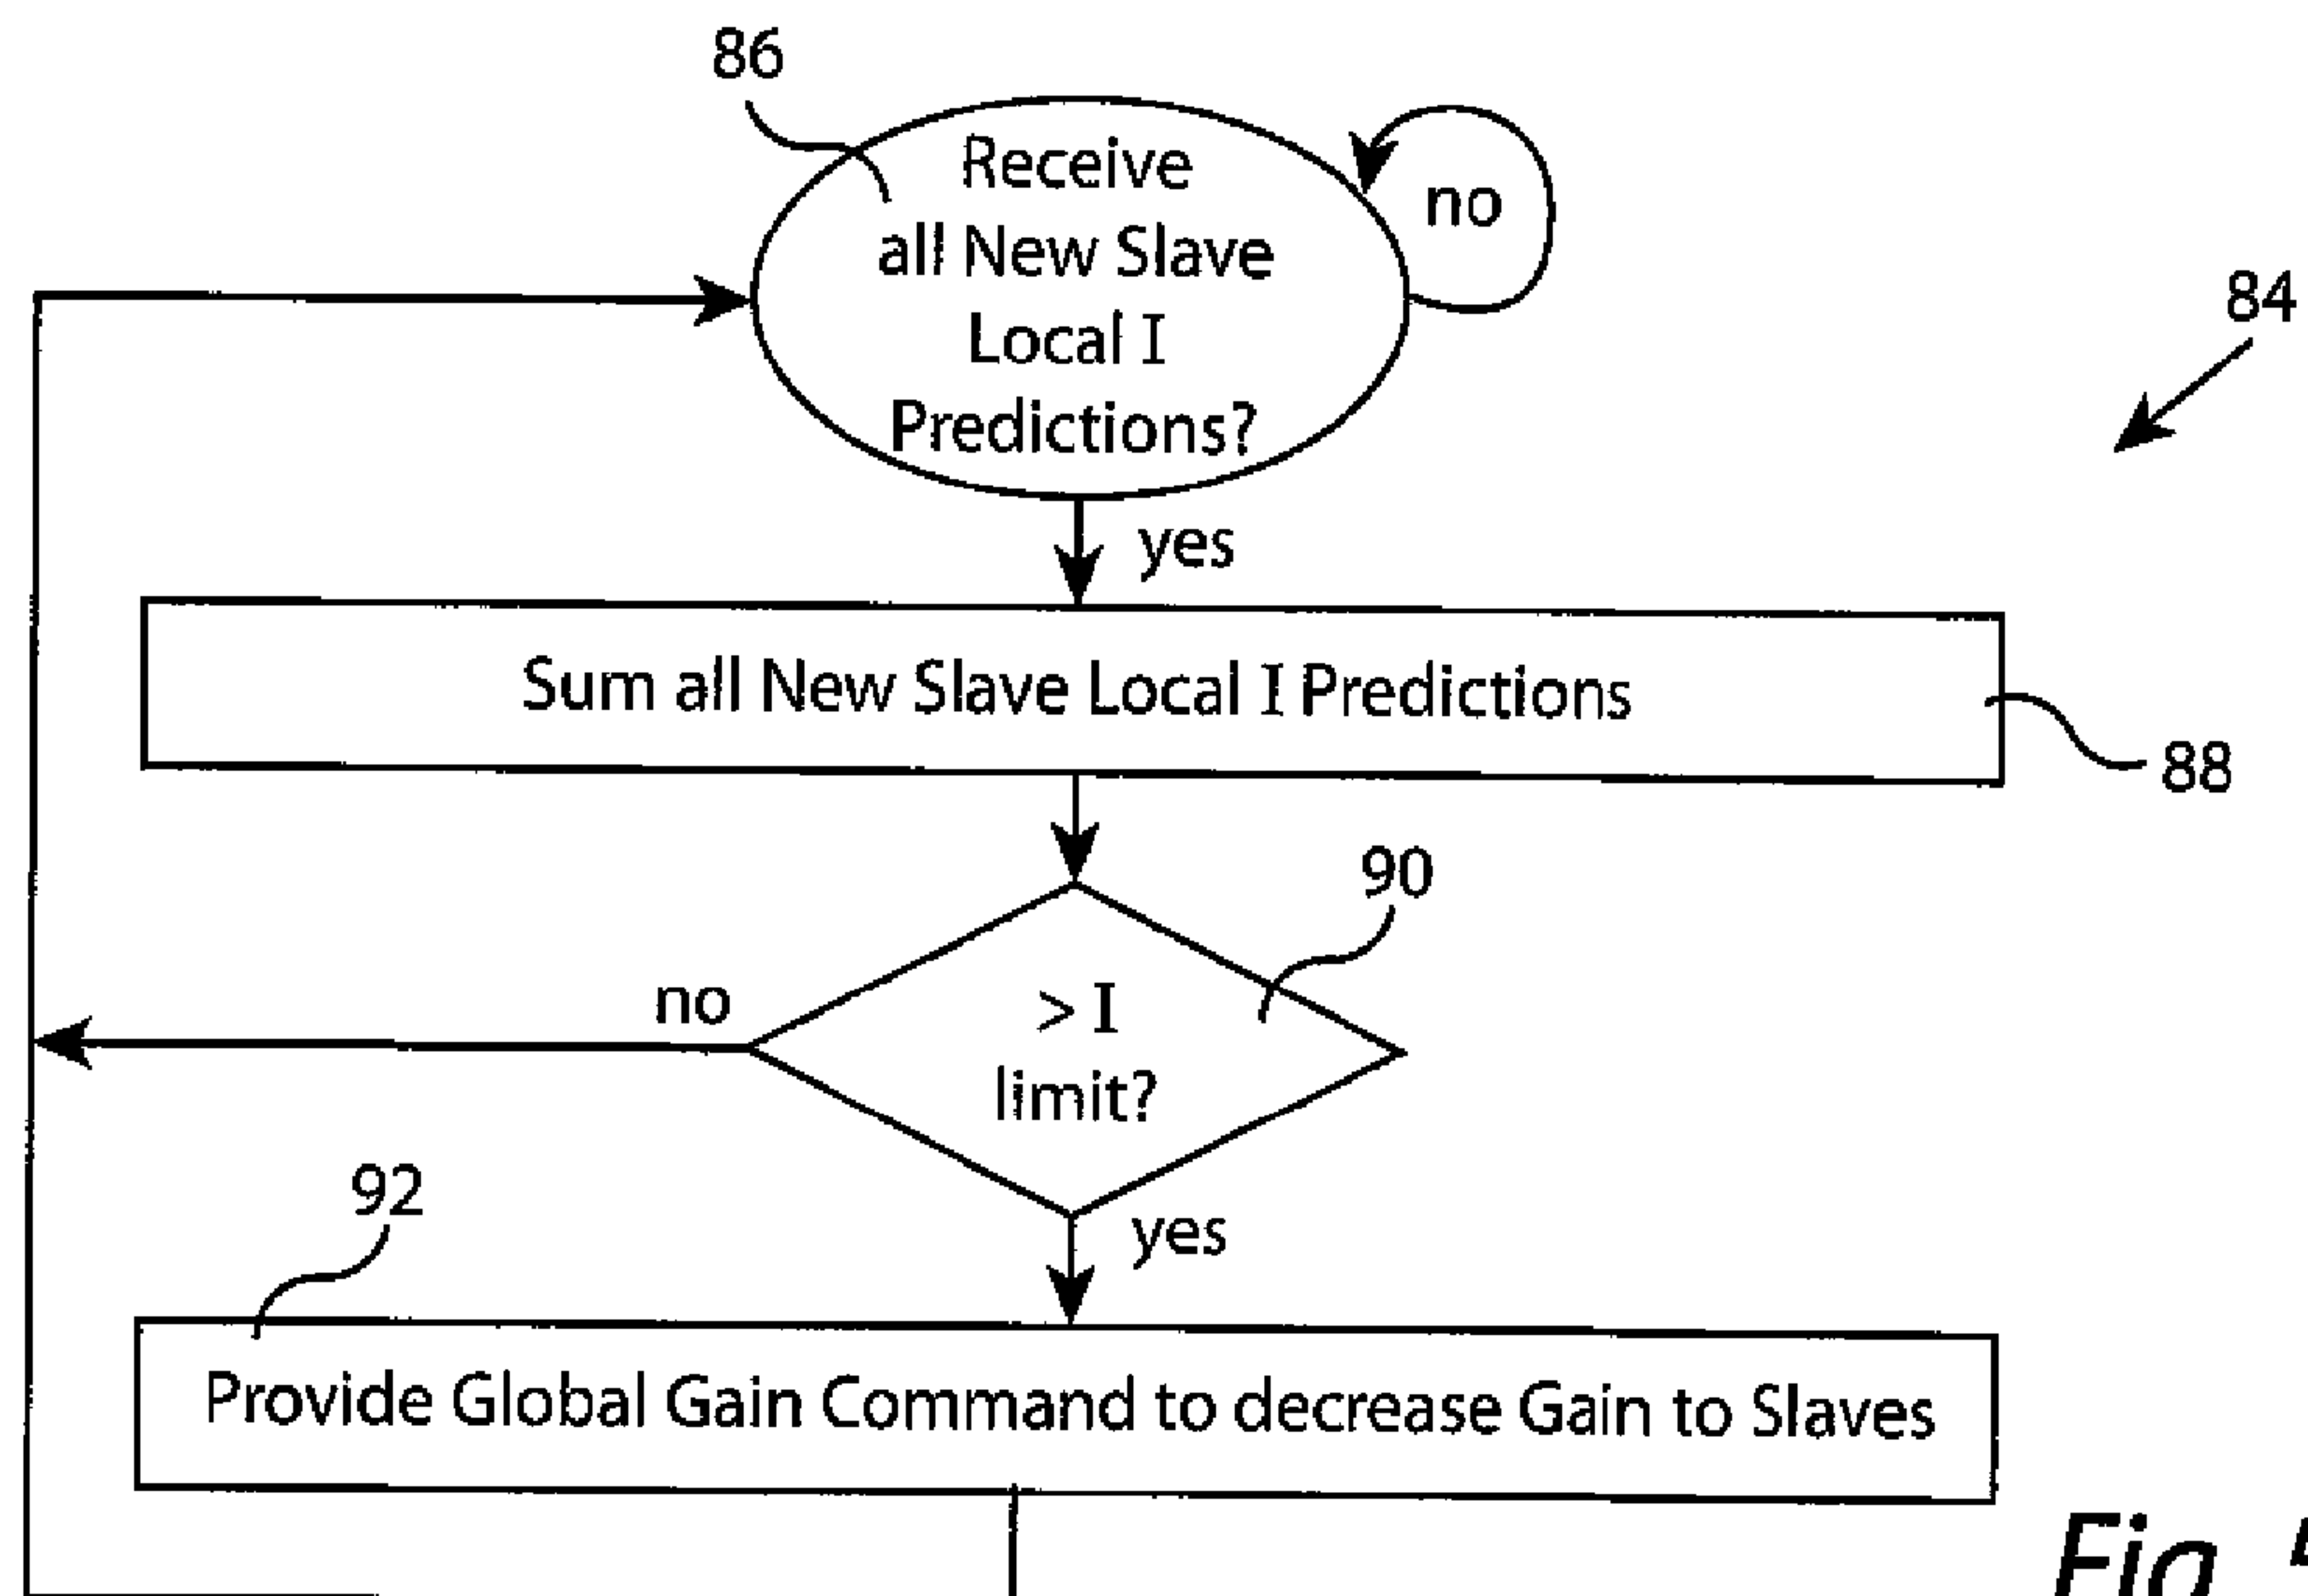 86
Receive
all New Slave
Local I
Predictions?
no
84
yes
Sum all New Slave Local I Predictions
88
90
> I
limit?
no
92
yes
Provide Global Gain Command to decrease Gain to Slaves
Fig